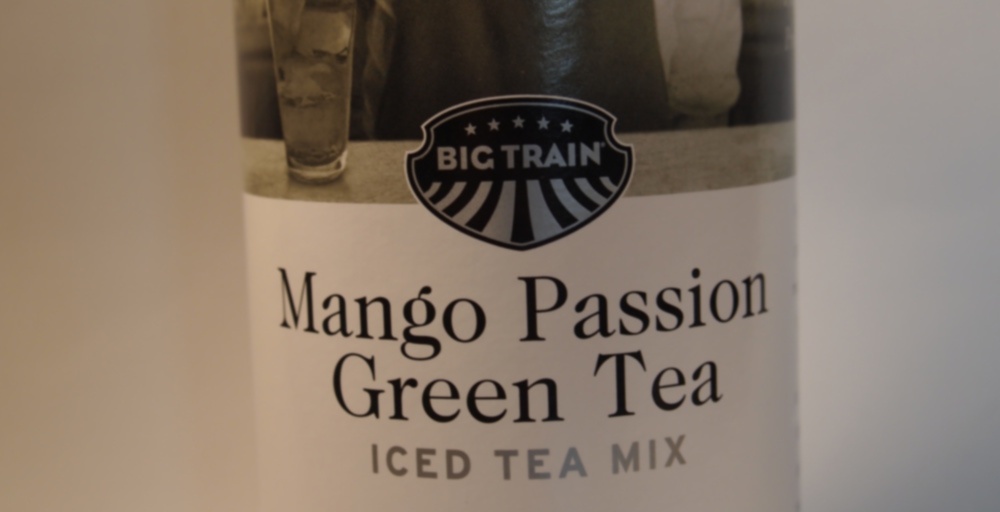 BIG TRAIN
Mango Passion
Green Tea
ICED TEA MIX